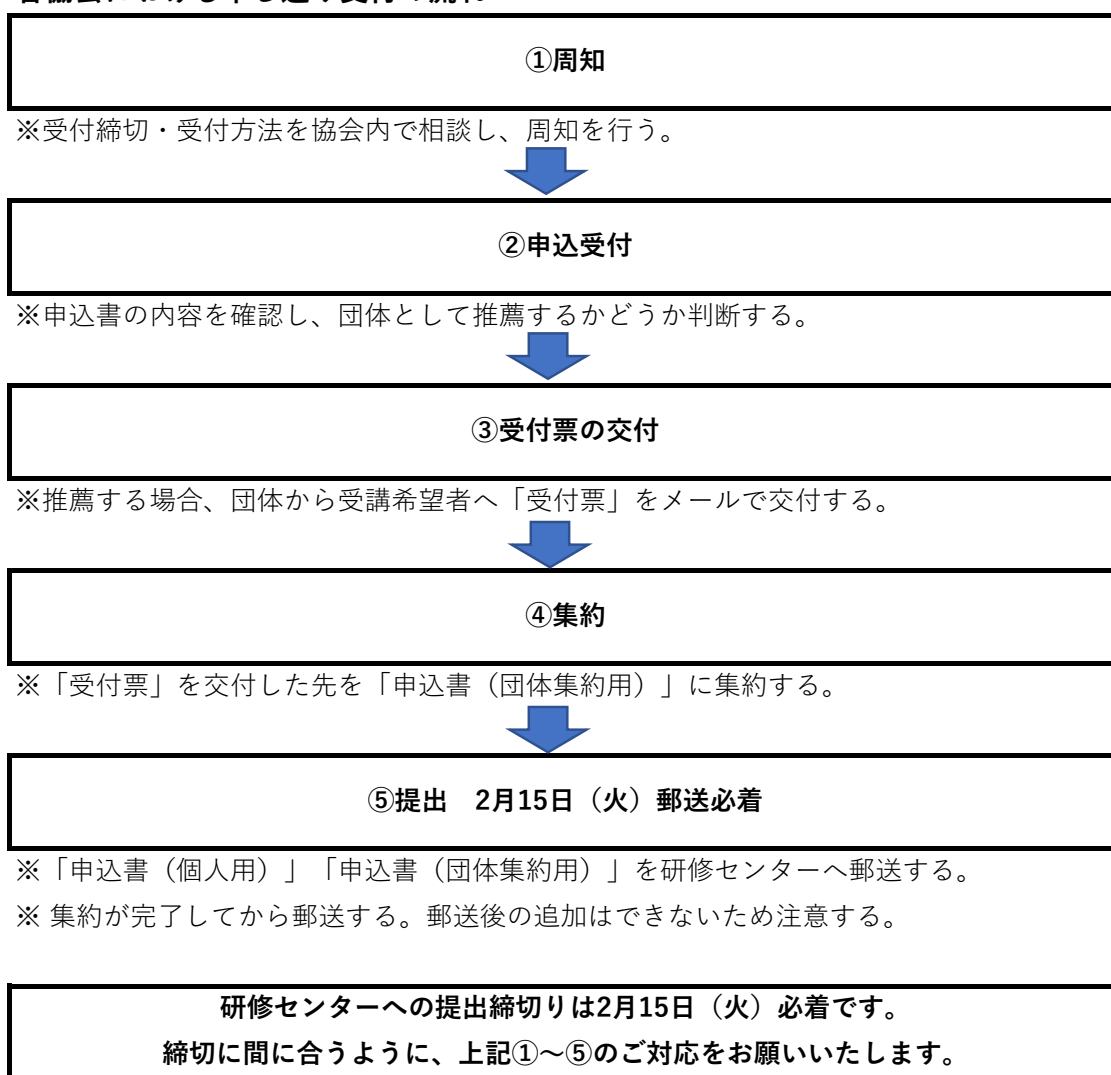 ①周知
※受付締切・受付方法を協会内で相談し、周知を行う。
②申込受付
※申込書の内容を確認し、団体として推薦するかどうか判断する。
③受付票の交付
※推薦する場合、団体から受講希望者へ「受付票」をメールで交付する。
④集約
※「受付票」を交付した先を「申込書（団体集約用）」に集約する。
⑤提出　2月15日（火）郵送必着
※「申込書（個人用）」「申込書（団体集約用）」を研修センターへ郵送する。
※ 集約が完了してから郵送する。郵送後の追加はできないため注意する。
研修センターへの提出締切りは2月15日（火）必着です。
締切に間に合うように、上記①～⑤のご対応をお願いいたします。